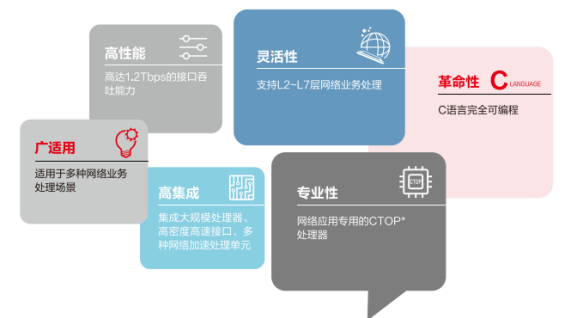 高性能
高达1.2Tbps的接口吞
吐能力
灵活性
支持L2-L7层网络业务处理
革命性 C LANGUAGE
C语言完全可编程
广适用
适用于多种网络业务
处理场景
高集成
集成大规模处理器、
高密度高速接口、多
种网络加速处理单元
专业性
CTOP
网络应用专用的CTOP*
处理器